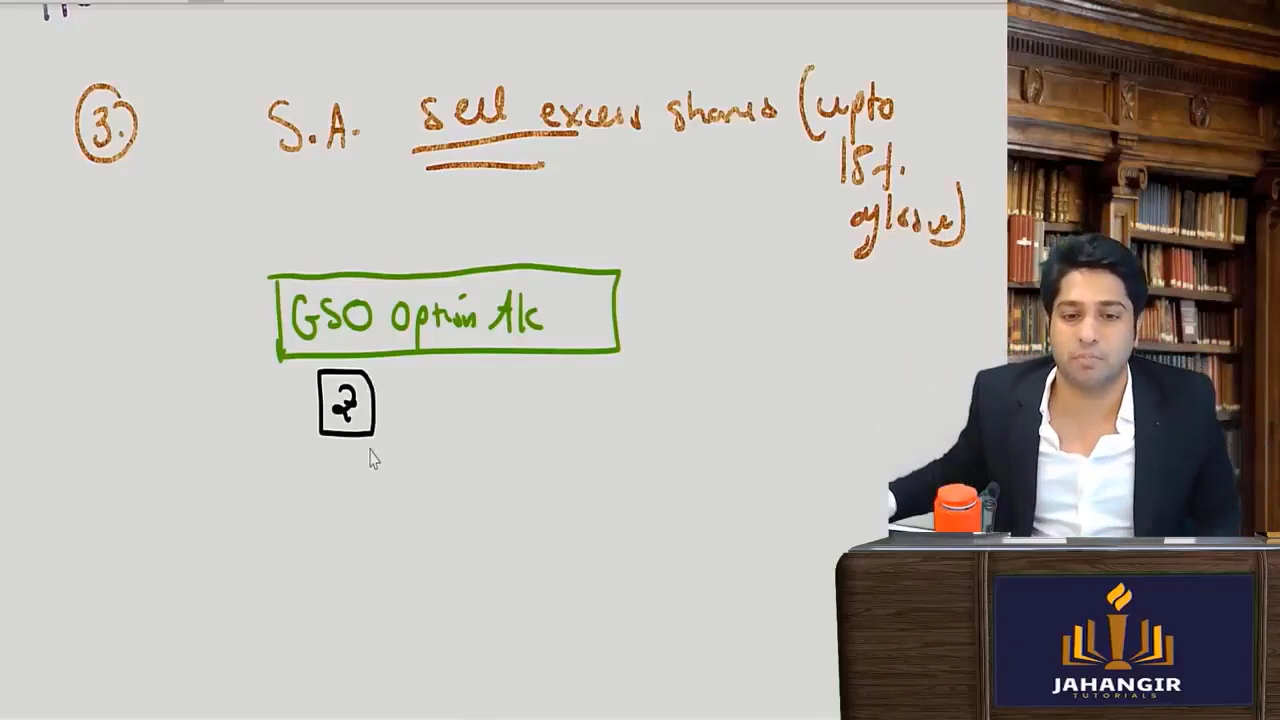 3.
S.A. sell excess shares (upto
15%
of issue)
GSO Option A/c
2
JAHANGIR
TUTORIALS